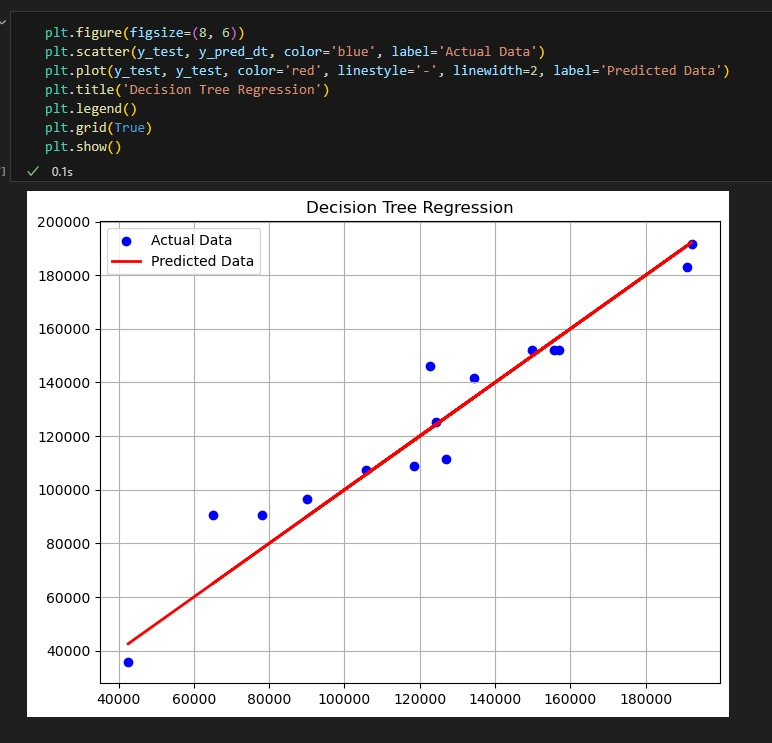 plt.figure(figsize=(8, 6))
plt.scatter(y_test, y_pred_dt, color='blue', label='Actual Data')
plt.plot(y_test, y_test, color='red', linestyle='-', linewidth=2, label='Predicted Data')
plt.title('Decision Tree Regression')
plt.legend()
plt.grid(True)
plt.show()
] ✓ 0.1s
Decision Tree Regression
200000
Actual Data
Predicted Data
180000
160000
140000
120000
100000
80000
60000
40000
40000 60000 80000 100000 120000 140000 160000 180000